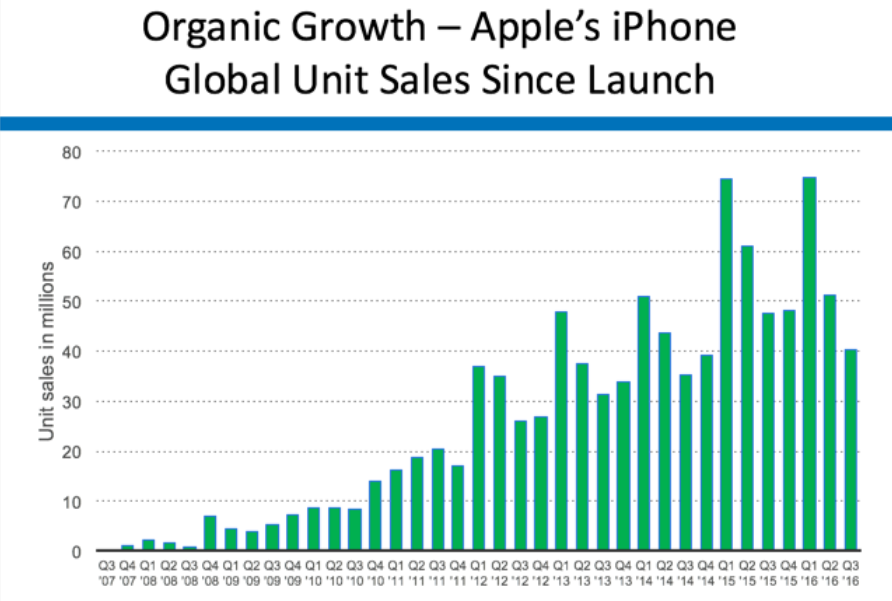 Organic Growth – Apple’s iPhone
Global Unit Sales Since Launch
80
70
60
50
40
30
20
10
0
Unit sales in millions
Q3 Q4 Q1 Q2 Q3 Q4 Q1 Q2 Q3 Q4 Q1 Q2 Q3 Q4 Q1 Q2 Q3 Q4 Q1 Q2 Q3 Q4 Q1 Q2 Q3 Q4 Q1 Q2 Q3 Q4 Q1 Q2 Q3 Q4 Q1 Q2 Q3
'07 '07 '08 '08 '08 '08 '09 '09 '09 '09 '10 '10 '10 '10 '11 '11 '11 '11 '12 '12 '12 '12 '13 '13 '13 '13 '14 '14 '14 '14 '15 '15 '15 '15 '16 '16 '16